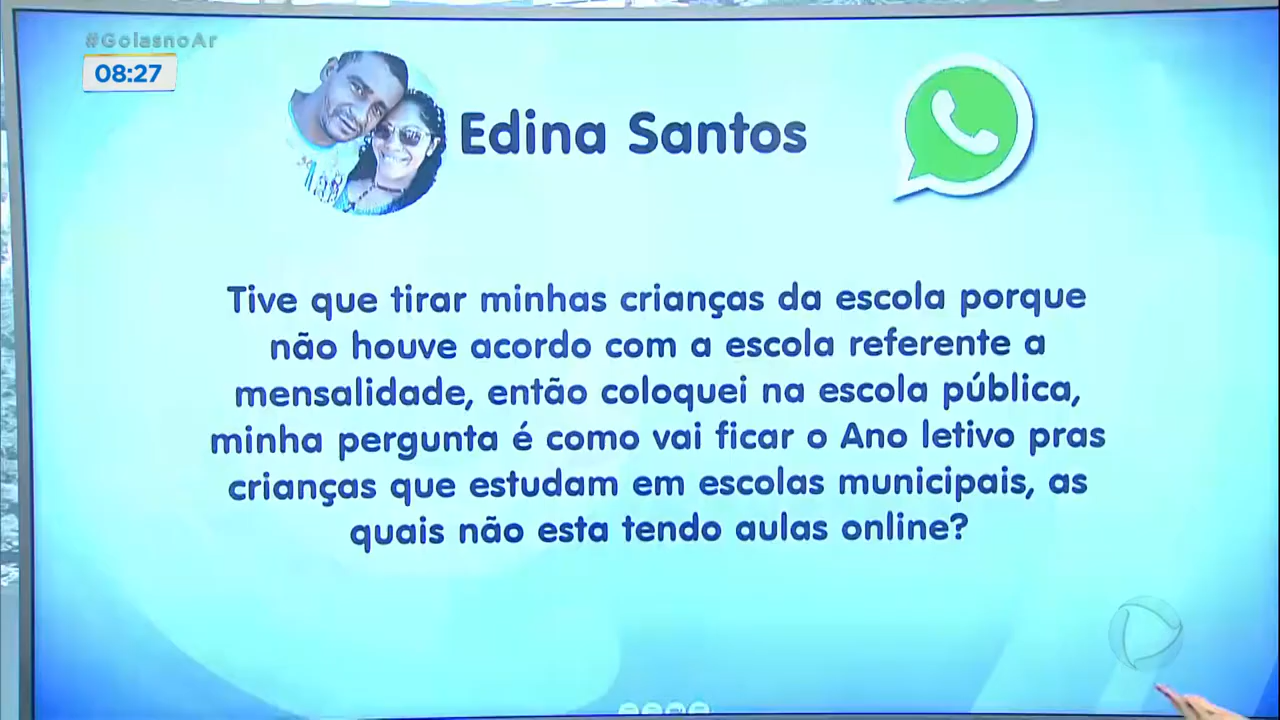 #GoiasnoAr
08:27
Edina Santos
Tive que tirar minhas crianças da escola porque
não houve acordo com a escola referente a
mensalidade, então coloquei na escola pública,
minha pergunta é como vai ficar o Ano letivo pras
crianças que estudam em escolas municipais, as
quais não esta tendo aulas online?